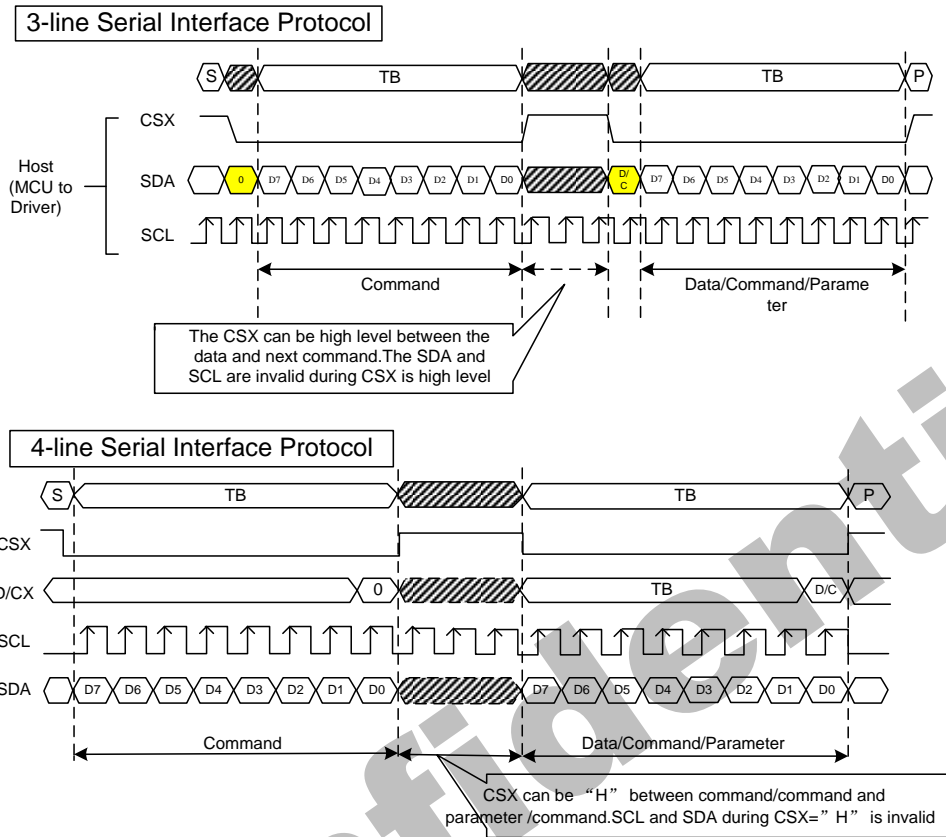 3-line Serial Interface Protocol
S TB TB P
CSX
Host
(MCU to
Driver)
SDA 0 D7 D6 D5 D4 D3 D2 D1 D0 D/
C D7 D6 D5 D4 D3 D2 D1 D0
SCL
Command Data/Command/Parame
ter
The CSX can be high level between the
data and next command.The SDA and
SCL are invalid during CSX is high level
4-line Serial Interface Protocol
S TB TB P
CSX
D/CX 0 TB D/C
SCL
SDA D7 D6 D5 D4 D3 D2 D1 D0 D7 D6 D5 D4 D3 D2 D1 D0
Command Data/Command/Parameter
CSX can be “H” between command/command and
parameter /command.SCL and SDA during CSX=”H” is invalid